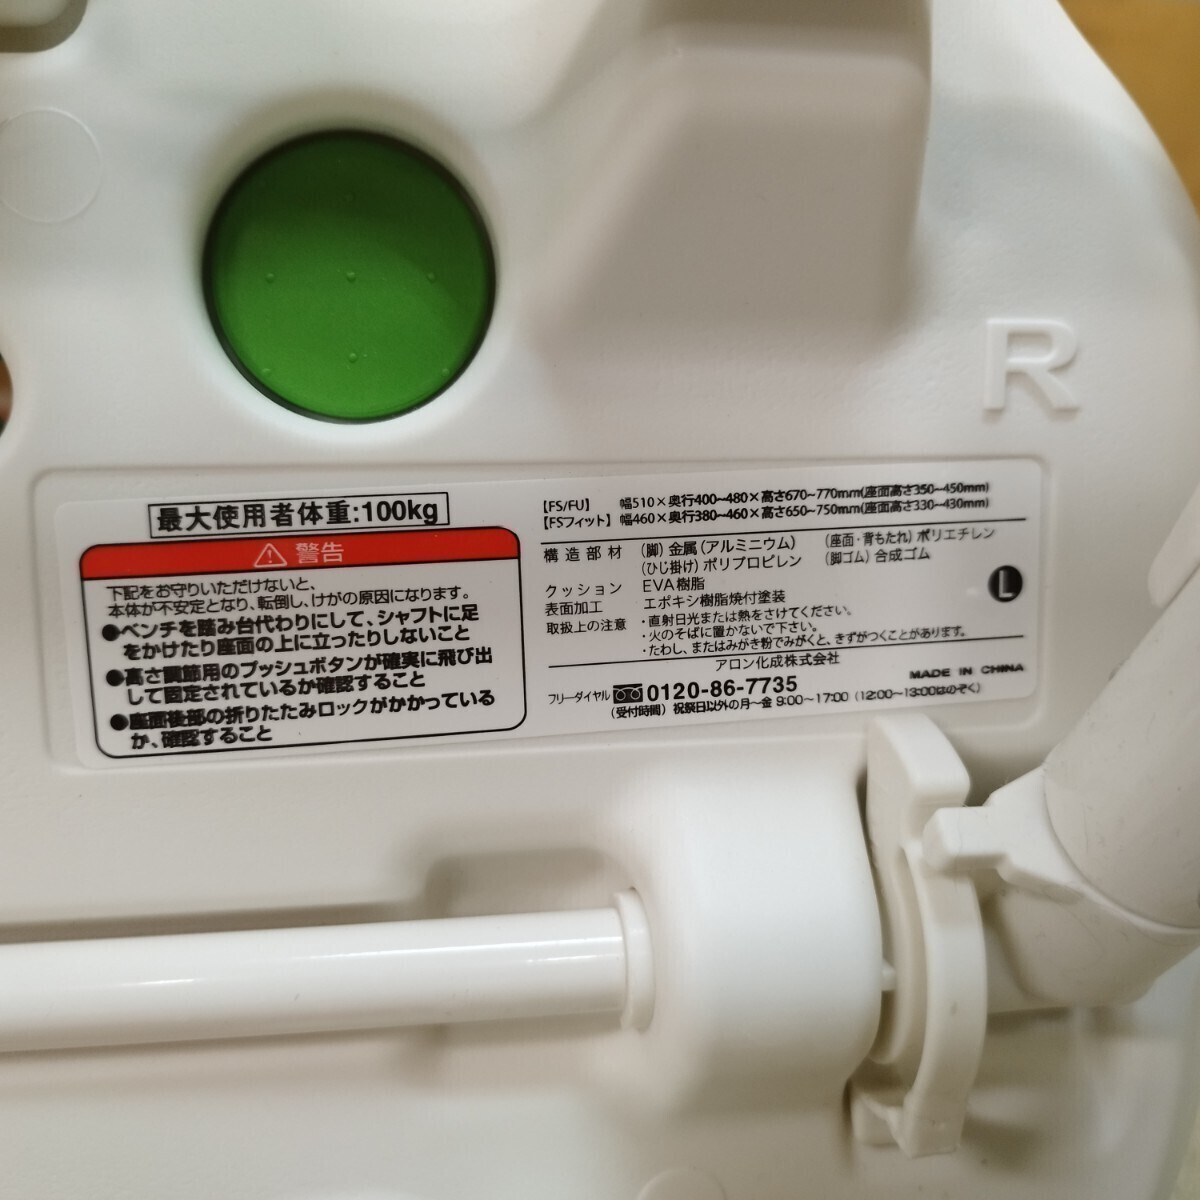 R
最大使用者体重:100kg
警告
下記をお守りいただけないと、
本体が不安定となり、転倒し、けがの原因になります。
●ベンチを踏み台代わりにして、シャフトに足
をかけたり座面の上に立ったりしないこと
●高さ調節用のプッシュボタンが確実に飛び出
して固定されているか確認すること
●座面後部の折りたたみロックがかかっている
か、確認すること
【FS/FU】 幅510×奥行400~480×高さ670~770mm(座面高さ350~450mm)
【FSフィット】幅460×奥行380~460×高さ650~750mm(座面高さ330~430mm)
構造部材 (脚)金属(アルミニウム) (座面・背もたれ)ポリエチレン
(ひじ掛け)ポリプロピレン (脚ゴム)合成ゴム
クッション EVA樹脂
表面加工 エポキシ樹脂焼付塗装
取扱上の注意 ・直射日光または熱をさけてください。
・火のそばに置かないで下さい。
・たわし、またはみがき粉でみがくと、きずがつくことがあります。
L
アロン化成株式会社
MADE IN CHINA
フリーダイヤル 0120-86-7735
(受付時間)祝祭日以外の月~金 9:00~17:00(12:00~13:00はのぞく)